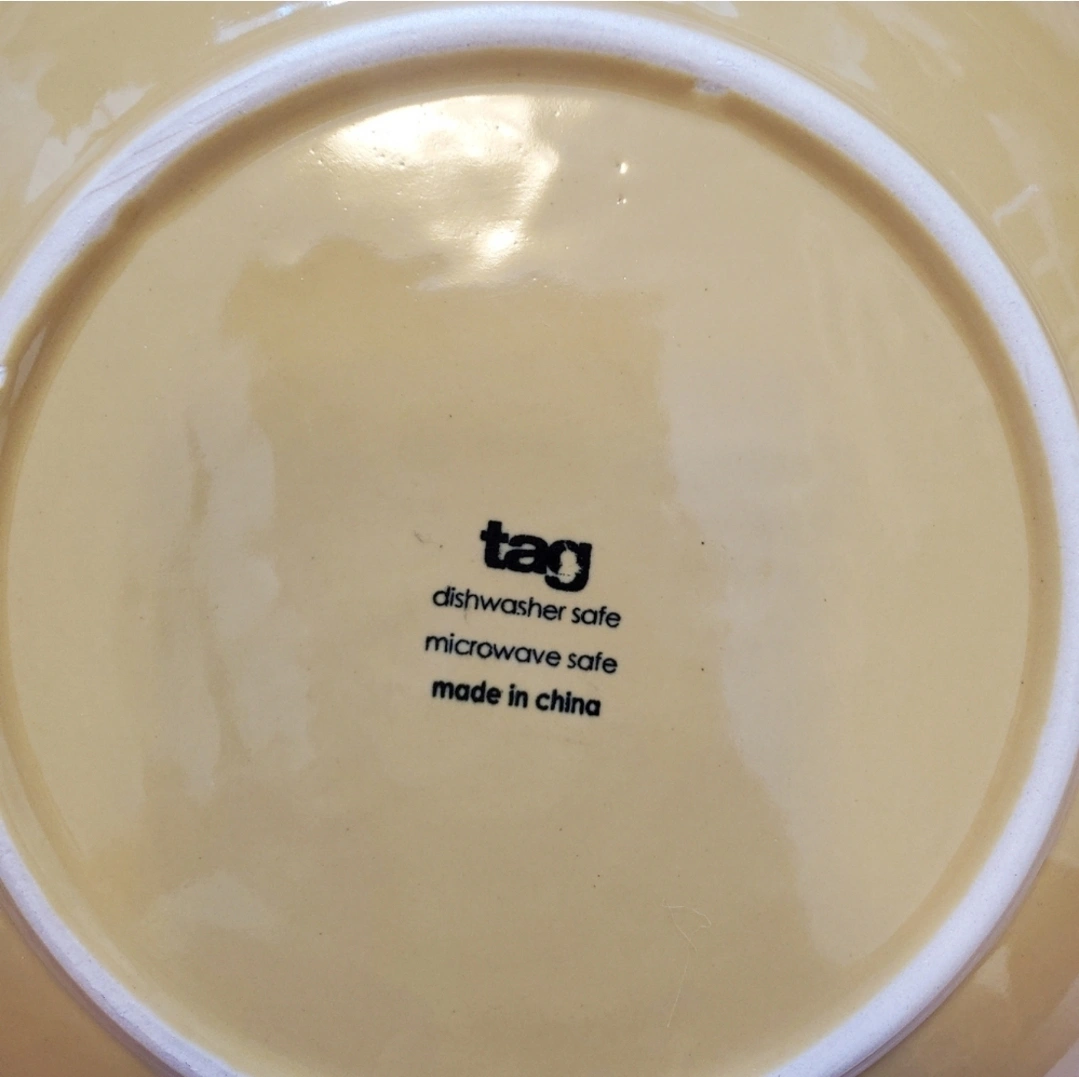 tag
dishwasher safe
microwave safe
made in china